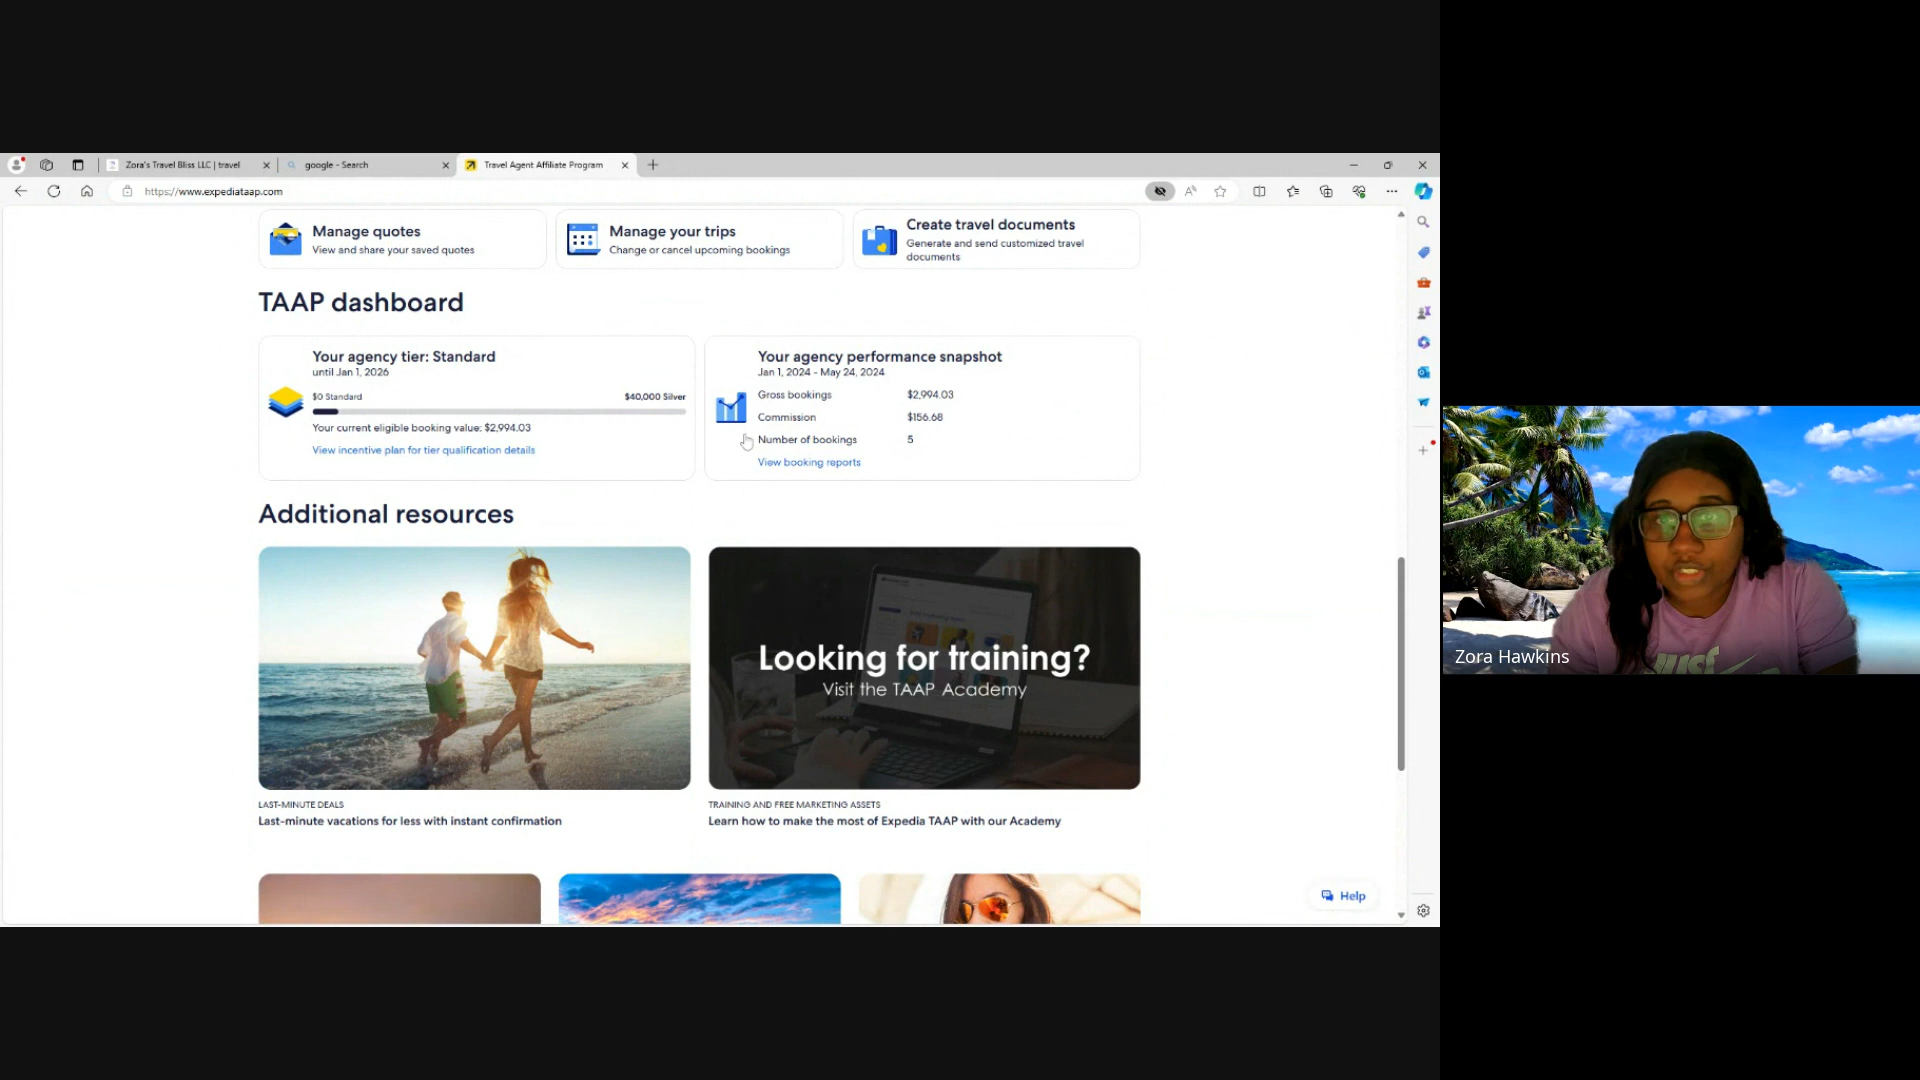 Zora's Travel Bliss LLC | travel
google - Search
Travel Agent Affiliate Program
https://www.expediataap.com
Manage quotes
View and share your saved quotes
Manage your trips
Change or cancel upcoming bookings
Create travel documents
Generate and send customized travel
documents
TAAP dashboard
Your agency tier: Standard
until Jan 1, 2026
$0 Standard
$40,000 Silver
Your current eligible booking value: $2,994.03
View incentive plan for tier qualification details
Your agency performance snapshot
Jan 1, 2024 - May 24, 2024
Gross bookings $2,994.03
Commission $156.68
Number of bookings 5
View booking reports
Additional resources
Looking for training?
Visit the TAAP Academy
LAST-MINUTE DEALS
Last-minute vacations for less with instant confirmation
TRAINING AND FREE MARKETING ASSETS
Learn how to make the most of Expedia TAAP with our Academy
Help
Zora Hawkins